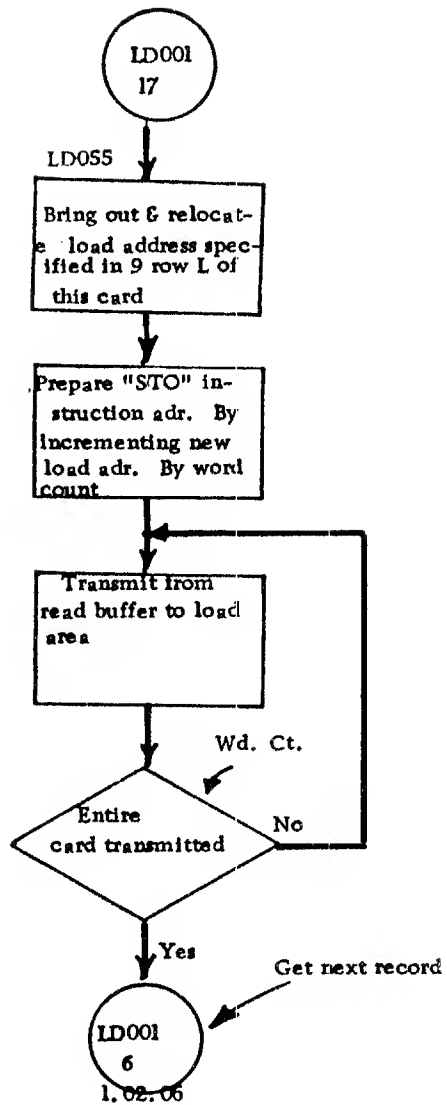 LD001
17
LD055
Bring out & relocat-
e load address spec-
ified in 9 row L of
this card
Prepare "STO" in-
struction adr. By
incrementing new
load adr. By word
count
Transmit from
read buffer to load
area
Wd. Ct.
Entire
card transmitted
No
Yes
Get next record
LD001
6
1.02.06